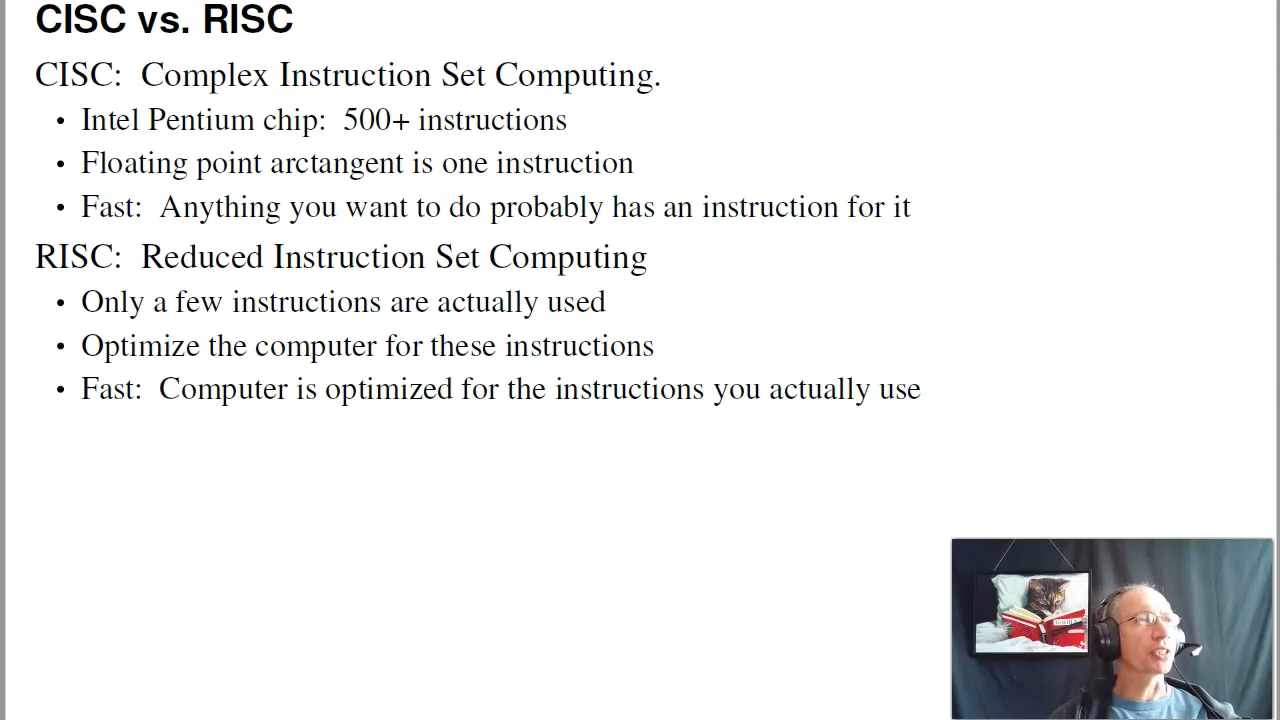 CISC vs. RISC
CISC:  Complex Instruction Set Computing.
• Intel Pentium chip:  500+ instructions
• Floating point arctangent is one instruction
• Fast:  Anything you want to do probably has an instruction for it
RISC:  Reduced Instruction Set Computing
• Only a few instructions are actually used
• Optimize the computer for these instructions
• Fast:  Computer is optimized for the instructions you actually use